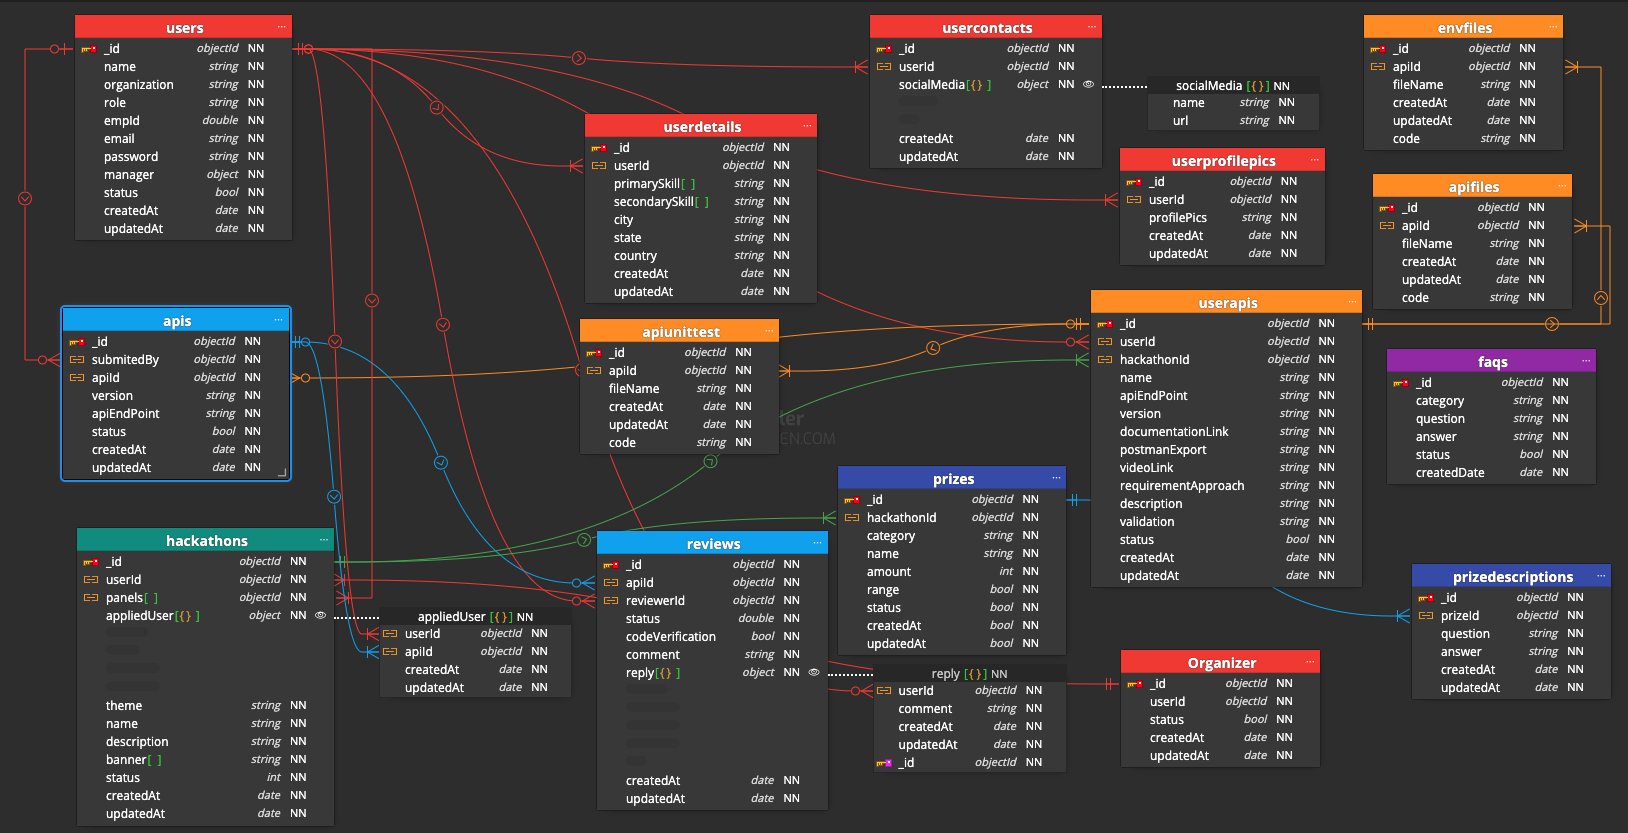 users
_id objectId NN
name string NN
organization string NN
role string NN
empId double NN
email string NN
password string NN
manager object NN
status bool NN
createdAt date NN
updatedAt date NN
usercontacts
_id objectId NN
userId objectId NN
socialMedia[{} ] object NN
createdAt date NN
updatedAt date NN
socialMedia [{}] NN
name string NN
url string NN
envfiles
_id objectId NN
apiId objectId NN
fileName string NN
createdAt date NN
updatedAt date NN
code string NN
userdetails
_id objectId NN
userId objectId NN
primarySkill[ ] string NN
secondarySkill[ ] string NN
city string NN
state string NN
country string NN
createdAt date NN
updatedAt date NN
userprofilepics
_id objectId NN
userId objectId NN
profilePics string NN
createdAt date NN
updatedAt date NN
apifiles
_id objectId NN
apiId objectId NN
fileName string NN
createdAt date NN
updatedAt date NN
code string NN
apis
_id objectId NN
submitedBy objectId NN
apiId objectId NN
version string NN
apiEndPoint string NN
status bool NN
createdAt date NN
updatedAt date NN
apiunittest
_id objectId NN
apiId objectId NN
fileName string NN
createdAt date NN
updatedAt date NN
code string NN
userapis
_id objectId NN
userId objectId NN
hackathonId objectId NN
name string NN
apiEndPoint string NN
version string NN
documentationLink string NN
postmanExport string NN
videoLink string NN
requirementApproach string NN
description string NN
validation string NN
status bool NN
createdAt date NN
updatedAt date NN
faqs
_id objectId NN
category string NN
question string NN
answer string NN
status bool NN
createdDate date NN
prizes
_id objectId NN
hackathonId objectId NN
category string NN
name string NN
amount int NN
range bool NN
status bool NN
createdAt bool NN
updatedAt bool NN
hackathons
_id objectId NN
userId objectId NN
panels[ ] objectId NN
appliedUser[{} ] object NN
theme string NN
name string NN
description string NN
banner[ ] string NN
status int NN
createdAt date NN
updatedAt date NN
appliedUser [{}] NN
userId objectId NN
apiId objectId NN
createdAt date NN
updatedAt date NN
reviews
_id objectId NN
apiId objectId NN
reviewerId objectId NN
status double NN
codeVerification bool NN
comment string NN
reply[{} ] object NN
createdAt date NN
updatedAt date NN
reply [{}] NN
userId objectId NN
comment string NN
createdAt date NN
updatedAt date NN
_id objectId NN
Organizer
_id objectId NN
userId objectId NN
status bool NN
createdAt date NN
updatedAt date NN
prizedescriptions
_id objectId NN
prizeId objectId NN
question string NN
answer string NN
createdAt date NN
updatedAt date NN